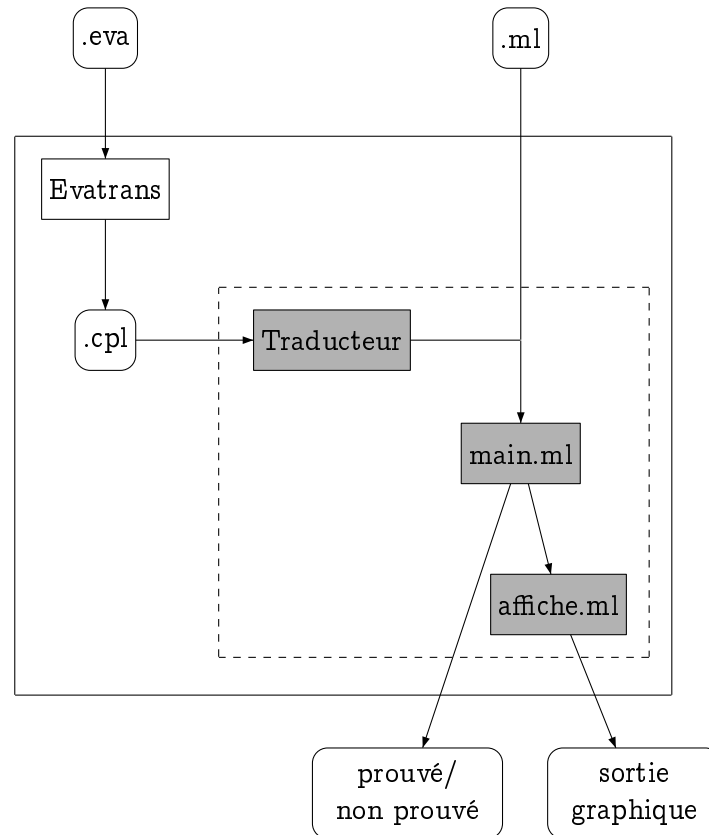 .eva
.ml
Evatrans
.cpl
Traducteur
main.ml
affiche.ml
prouvé/
non prouvé
sortie
graphique